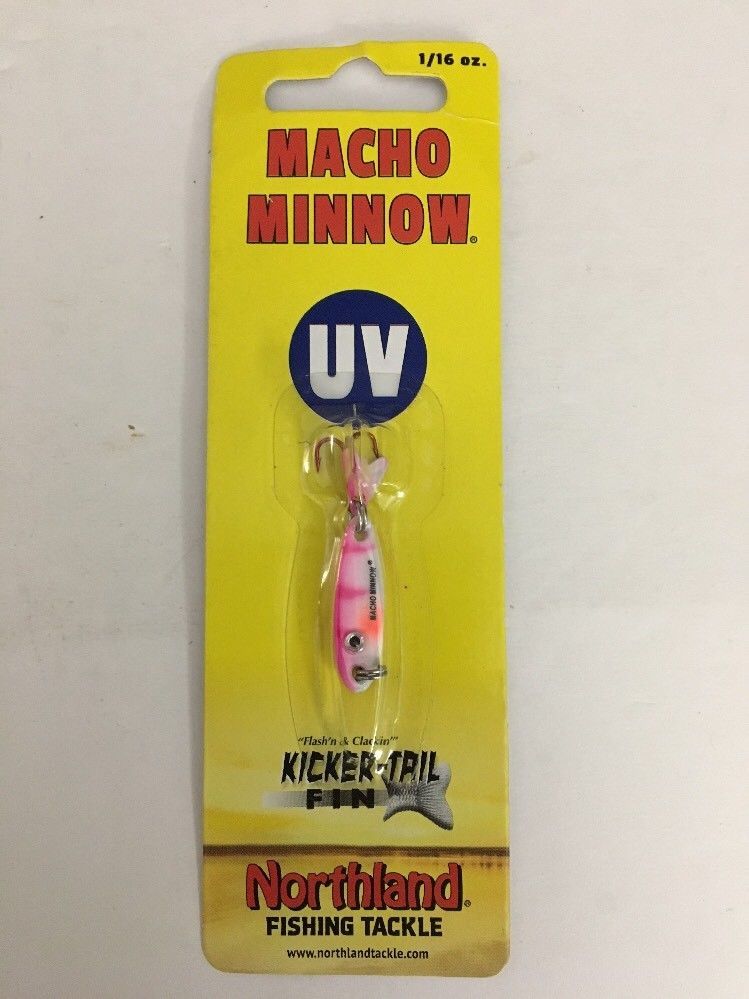 1/16 oz.
MACHO
MINNOW®
UV
MACHO MINNOW®
"Flash'n & Clackin'"
KICKER-TAIL
FIN
Northland®
FISHING TACKLE
www.northlandtackle.com